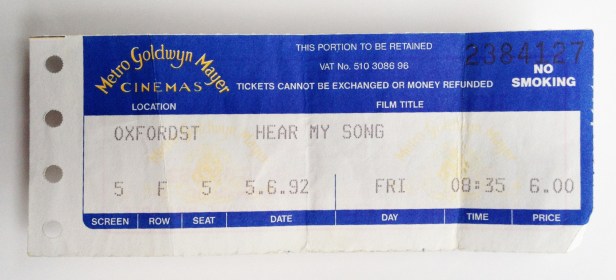 Metro Goldwyn Mayer
CINEMAS
THIS PORTION TO BE RETAINED
VAT No. 510 3086 96
TICKETS CANNOT BE EXCHANGED OR MONEY REFUNDED
2384127
NO
SMOKING
LOCATION FILM TITLE
OXFORDST HEAR MY SONG
5 F 5 5.6.92 FRI 08:35 6.00
SCREEN ROW SEAT DATE DAY TIME PRICE